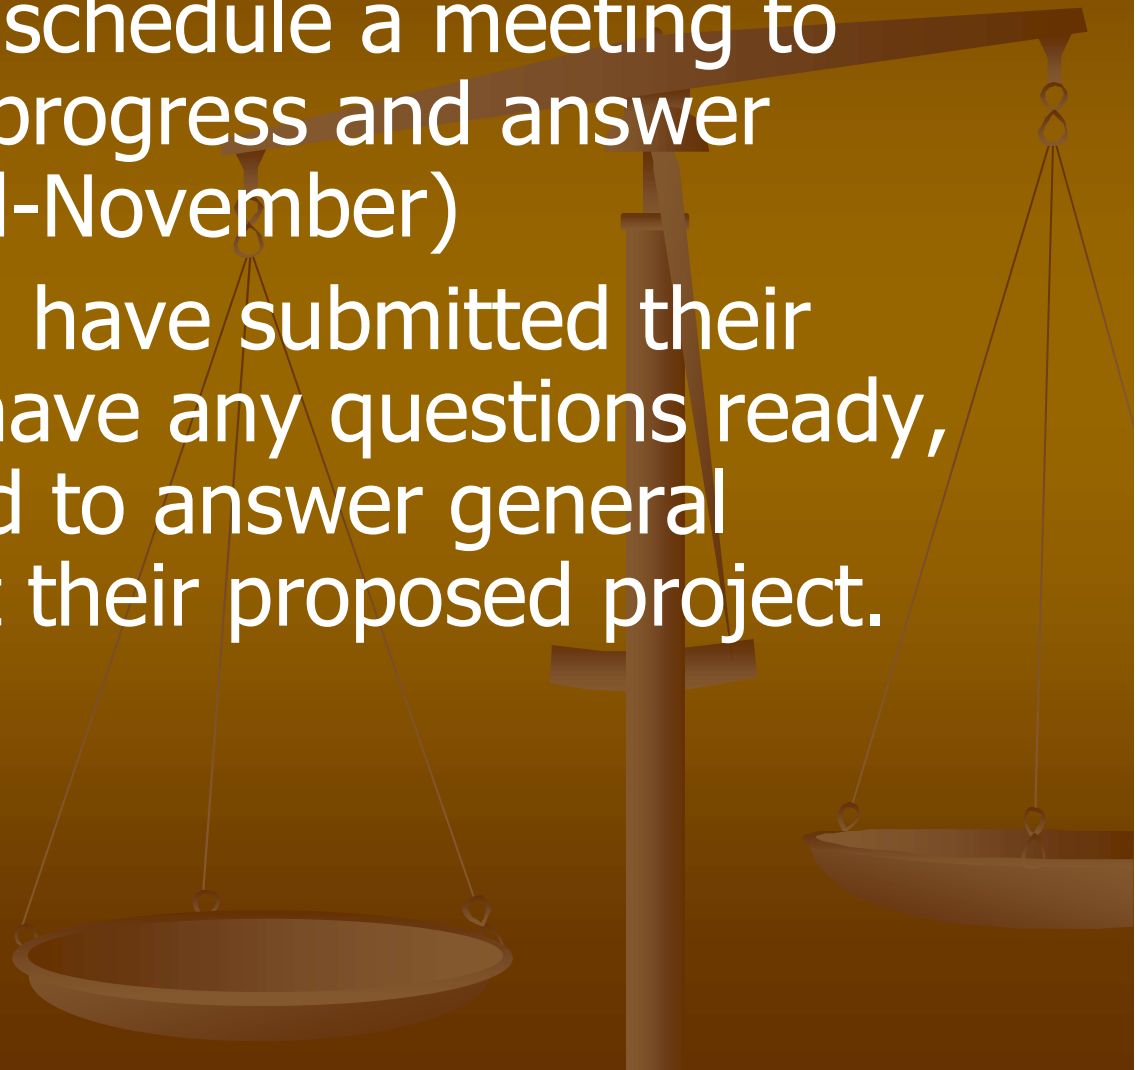 schedule a meeting to
progress and answer
-November)
have submitted their
have any questions ready,
to answer general
their proposed project.